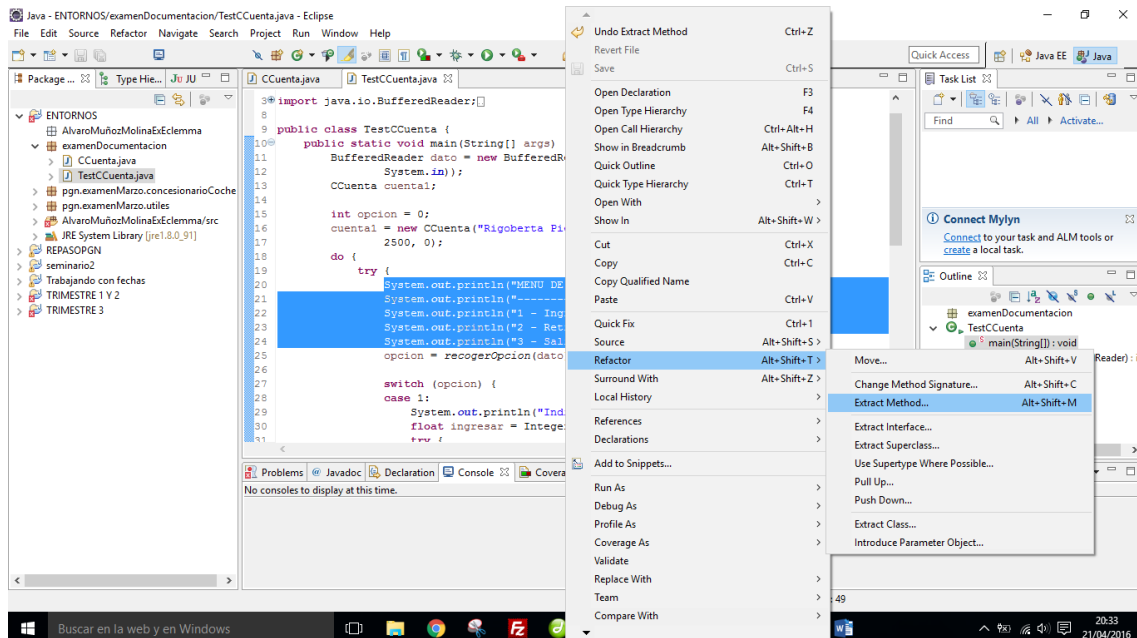 Java - ENTORNOS/examenDocumentacion/TestCCuenta.java - Eclipse
File Edit Source Refactor Navigate Search Project Run Window Help
Quick Access Java EE Java
Package ... Type Hie... Ju JU
ENTORNOS
AlvaroMuñozMolinaExEclemma
examenDocumentacion
CCuenta.java
TestCCuenta.java
pgn.examenMarzo.concesionarioCoche
pgn.examenMarzo.utiles
AlvaroMuñozMolinaExEclemma/src
JRE System Library [jre1.8.0_91]
REPASOPGN
seminario2
Trabajando con fechas
TRIMESTRE 1 Y 2
TRIMESTRE 3
CCuenta.java TestCCuenta.java
3 import java.io.BufferedReader;
8
9 public class TestCCuenta {
10 public static void main(String[] args)
11 BufferedReader dato = new BufferedR
12 System.in));
13 CCuenta cuenta1;
14
15 int opcion = 0;
16 cuenta1 = new CCuenta("Rigoberta Pi
17 2500, 0);
18 do {
19 try {
20 System.out.println("MENU DE
21 System.out.println("--------
22 System.out.println("1 - Ing
23 System.out.println("2 - Ret
24 System.out.println("3 - Sal
25 opcion = recogerOpcion(dato
26
27 switch (opcion) {
28 case 1:
29 System.out.println("Ind
30 float ingresar = Intege
31 try {
Problems Javadoc Declaration Console Covera
No consoles to display at this time.
Undo Extract Method Ctrl+Z
Revert File
Save Ctrl+S
Open Declaration F3
Open Type Hierarchy F4
Open Call Hierarchy Ctrl+Alt+H
Show in Breadcrumb Alt+Shift+B
Quick Outline Ctrl+O
Quick Type Hierarchy Ctrl+T
Open With
Show In Alt+Shift+W
Cut Ctrl+X
Copy Ctrl+C
Copy Qualified Name
Paste Ctrl+V
Quick Fix Ctrl+1
Source Alt+Shift+S
Refactor Alt+Shift+T
Surround With Alt+Shift+Z
Local History
References
Declarations
Add to Snippets...
Run As
Debug As
Profile As
Coverage As
Validate
Replace With
Team
Compare With
Move... Alt+Shift+V
Change Method Signature... Alt+Shift+C
Extract Method... Alt+Shift+M
Extract Interface...
Extract Superclass...
Use Supertype Where Possible...
Pull Up...
Push Down...
Extract Class...
Introduce Parameter Object...
Task List
Find All Activate...
Connect Mylyn
Connect to your task and ALM tools or
create a local task.
Outline
examenDocumentacion
TestCCuenta
main(String[]) : void
Reader) : i
: 49
Buscar en la web y en Windows
20:33
21/04/2016